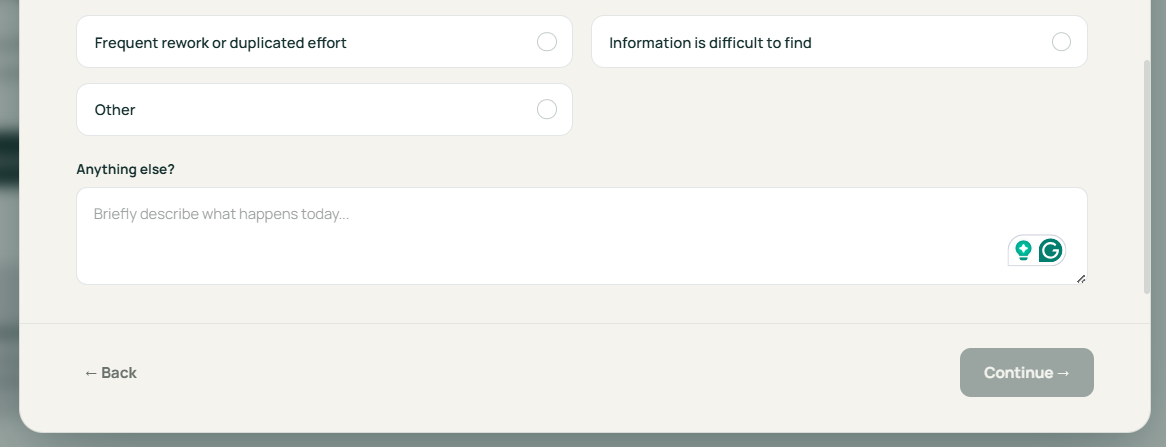 Frequent rework or duplicated effort
Information is difficult to find
Other
Anything else?
Briefly describe what happens today...
← Back
Continue →